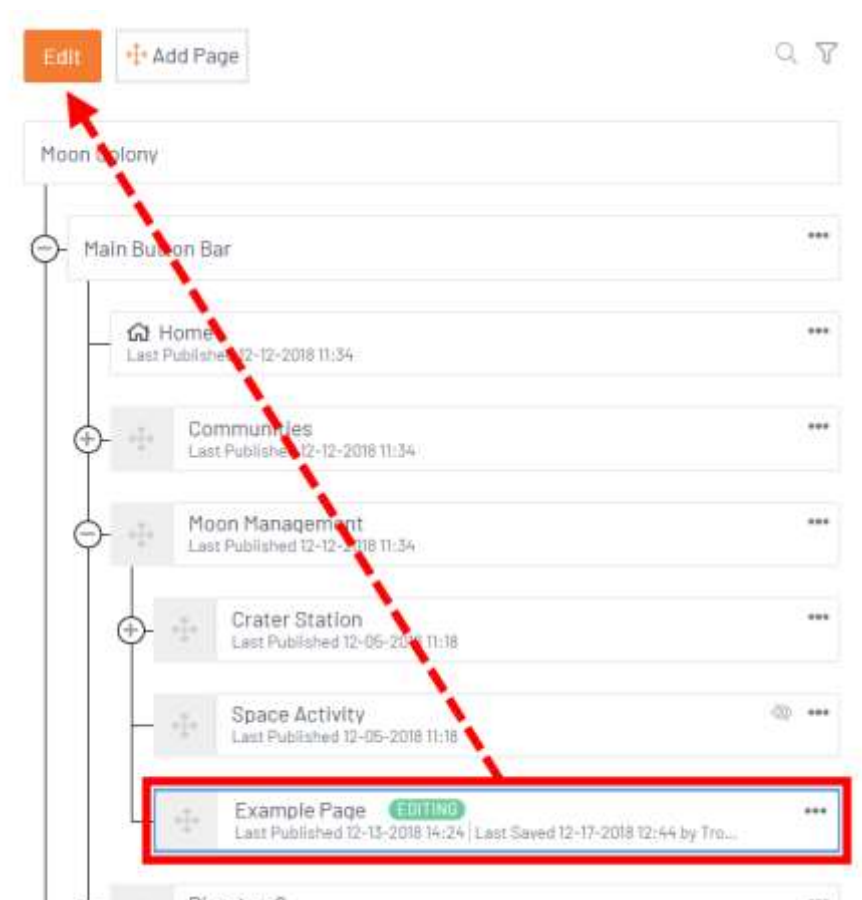 Edit
Add Page
Moon Colony
Main Button Bar
Home
Last Published 12-12-2018 11:34
Communities
Last Published 12-12-2018 11:34
Moon Management
Last Published 12-12-2018 11:34
Crater Station
Last Published 12-05-2018 11:18
Space Activity
Last Published 12-05-2018 11:18
Example Page EDITING
Last Published 12-13-2018 14:24 | Last Saved 12-17-2018 12:44 by Tro...